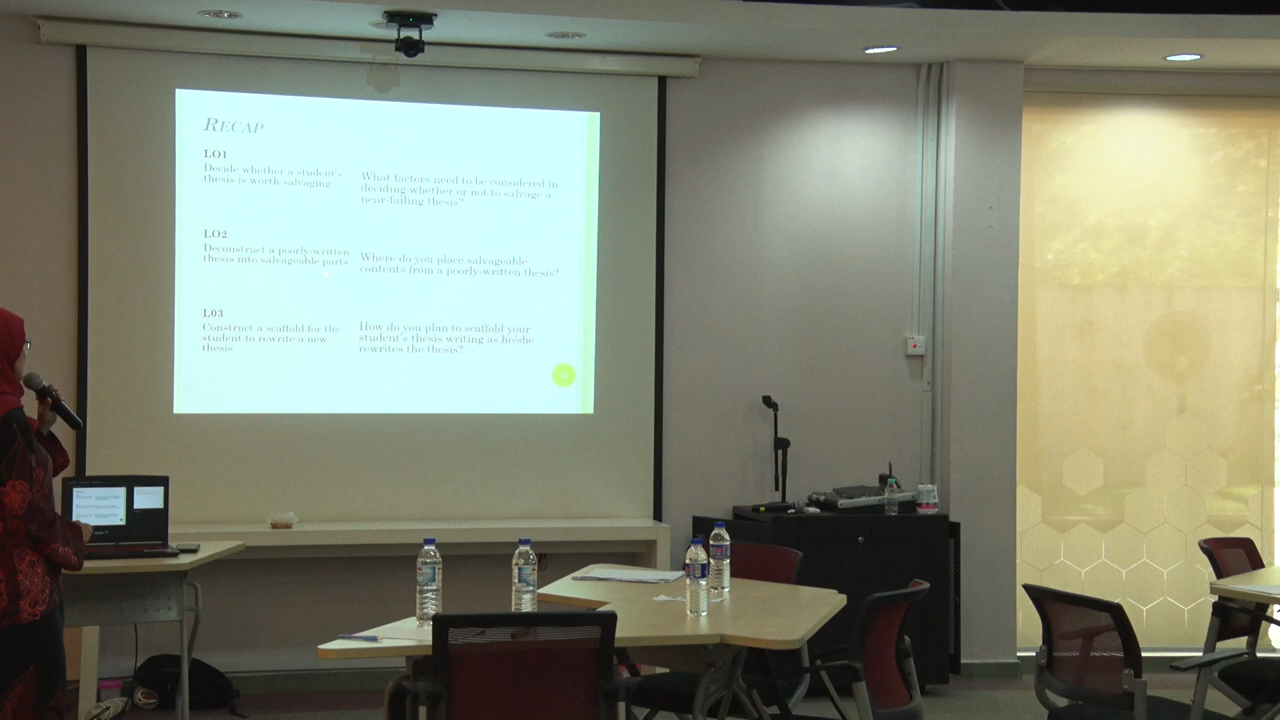 RECAP
LO1
Decide whether a student's
thesis is worth salvaging
What factors need to be considered in
deciding whether or not to salvage a
near-failing thesis?
LO2
Deconstruct a poorly-written
thesis into salvageable parts
Where do you place salvageable
contents from a poorly-written thesis?
L03
Construct a scaffold for the
student to rewrite a new
thesis
How do you plan to scaffold your
student's thesis writing as he/she
rewrites the thesis?